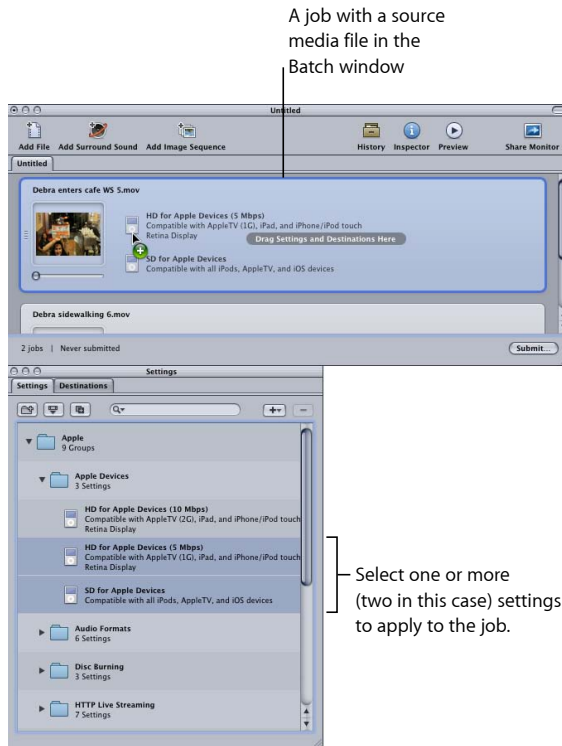 A job with a source
media file in the
Batch window
Untitled
Add File Add Surround Sound Add Image Sequence History Inspector Preview Share Monitor
Untitled
Debra enters cafe WS 5.mov
HD for Apple Devices (5 Mbps)
Compatible with AppleTV (1G), iPad, and iPhone/iPod touch
Retina Display
Drag Settings and Destinations Here
SD for Apple Devices
Compatible with all iPods, AppleTV, and iOS devices
Debra sidewalking 6.mov
2 jobs | Never submitted
Submit...
Settings
Settings Destinations
Apple
9 Groups
Apple Devices
3 Settings
HD for Apple Devices (10 Mbps)
Compatible with AppleTV (2G), iPad, and iPhone/iPod touch
Retina Display
HD for Apple Devices (5 Mbps)
Compatible with AppleTV (1G), iPad, and iPhone/iPod touch
Retina Display
SD for Apple Devices
Compatible with all iPods, AppleTV, and iOS devices
Select one or more
(two in this case) settings
to apply to the job.
Audio Formats
6 Settings
Disc Burning
3 Settings
HTTP Live Streaming
7 Settings